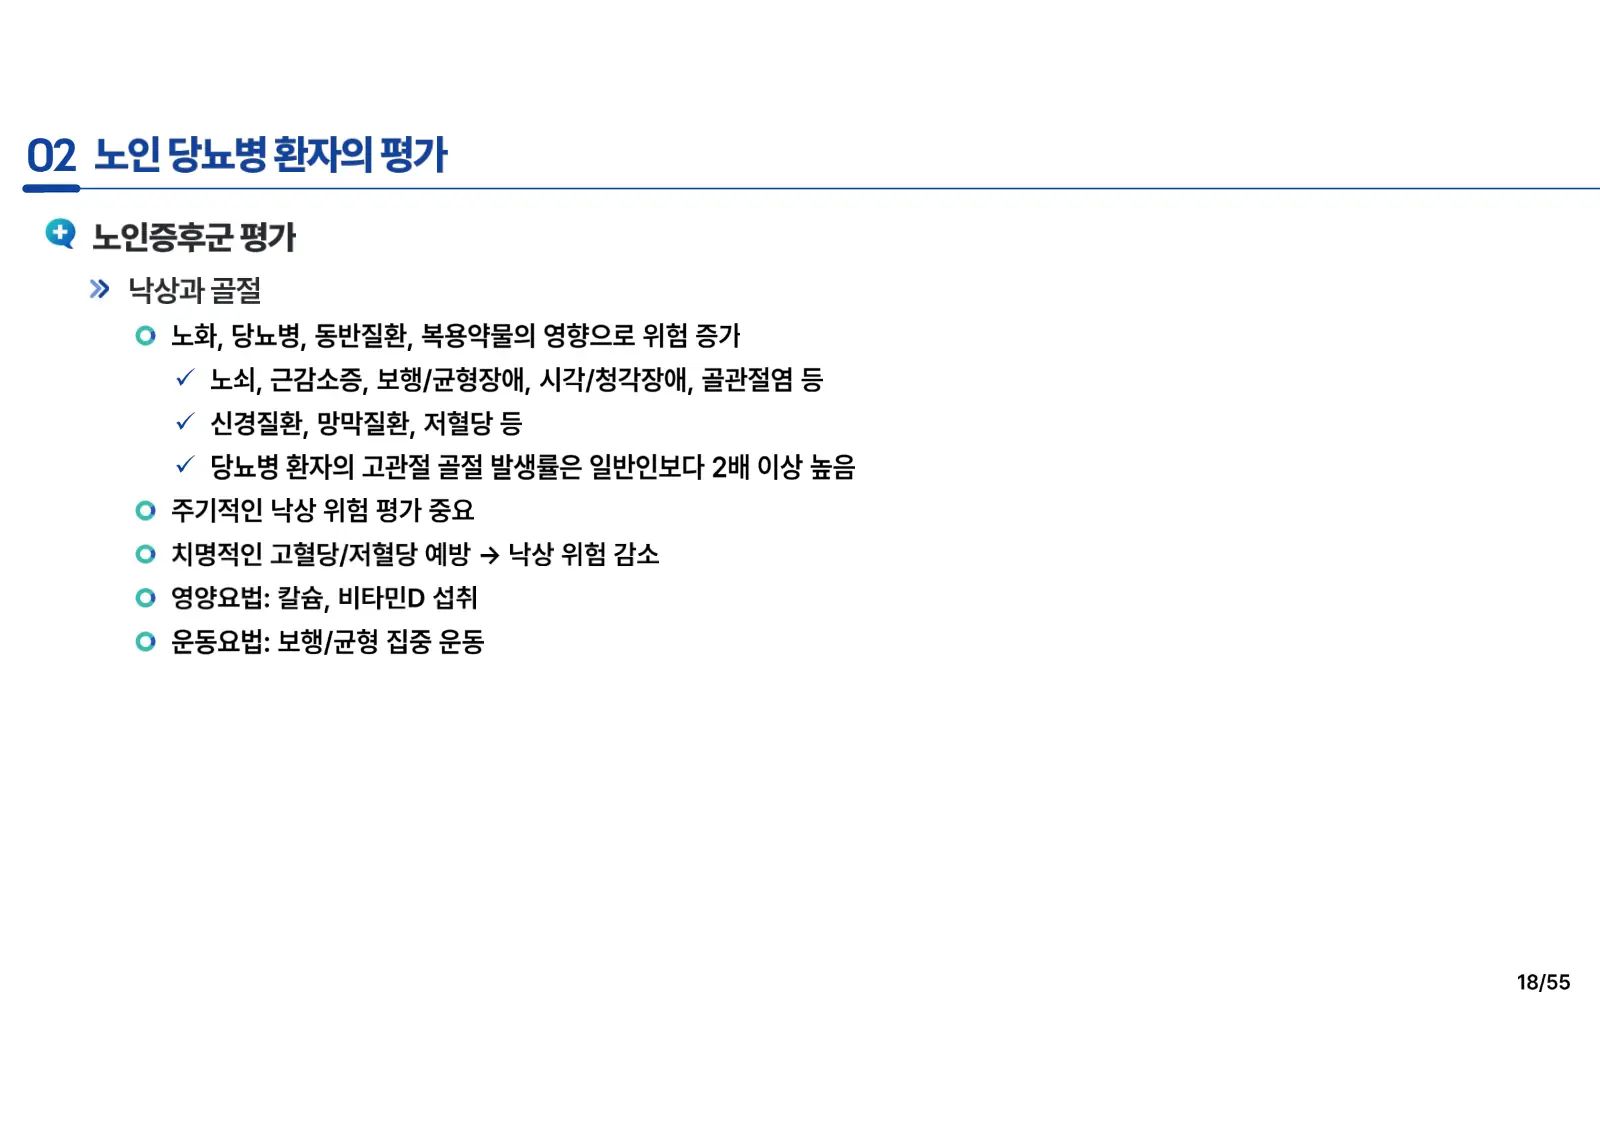 02 노인 당뇨병 환자의 평가
노인증후군 평가
낙상과 골절
노화, 당뇨병, 동반질환, 복용약물의 영향으로 위험 증가
노쇠, 근감소증, 보행/균형장애, 시각/청각장애, 골관절염 등
신경질환, 망막질환, 저혈당 등
당뇨병 환자의 고관절 골절 발생률은 일반인보다 2배 이상 높음
주기적인 낙상 위험 평가 중요
치명적인 고혈당/저혈당 예방 → 낙상 위험 감소
영양요법: 칼슘, 비타민D 섭취
운동요법: 보행/균형 집중 운동
18/55